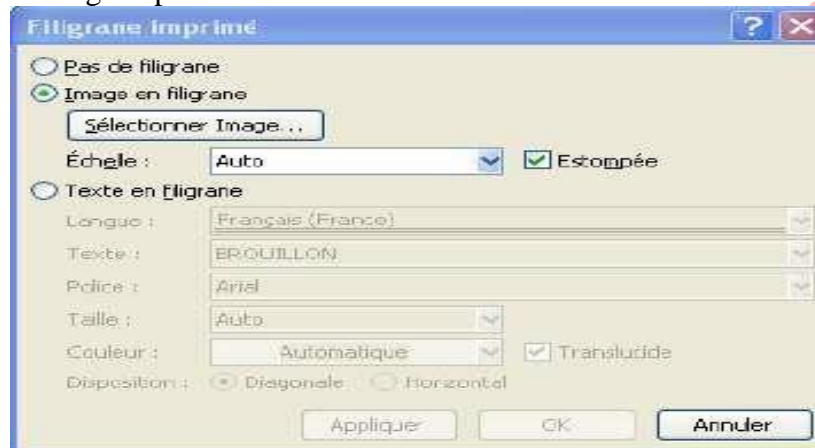 Filigrane imprimé
Pas de filigrane
Image en filigrane
Sélectionner Image...
Échelle : Auto Estompée
Texte en filigrane
Langue : Français (France)
Texte : BROUILLON
Police : Arial
Taille : Auto
Couleur : Automatique Translucide
Disposition : Diagonale Horizontal
Appliquer OK Annuler